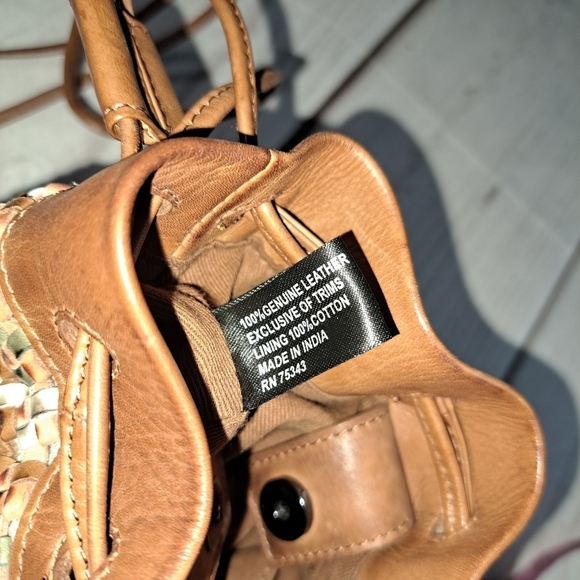 100%GENUINE LEATHER
EXCLUSIVE OF TRIMS
LINING 100%COTTON
MADE IN INDIA
RN 75343